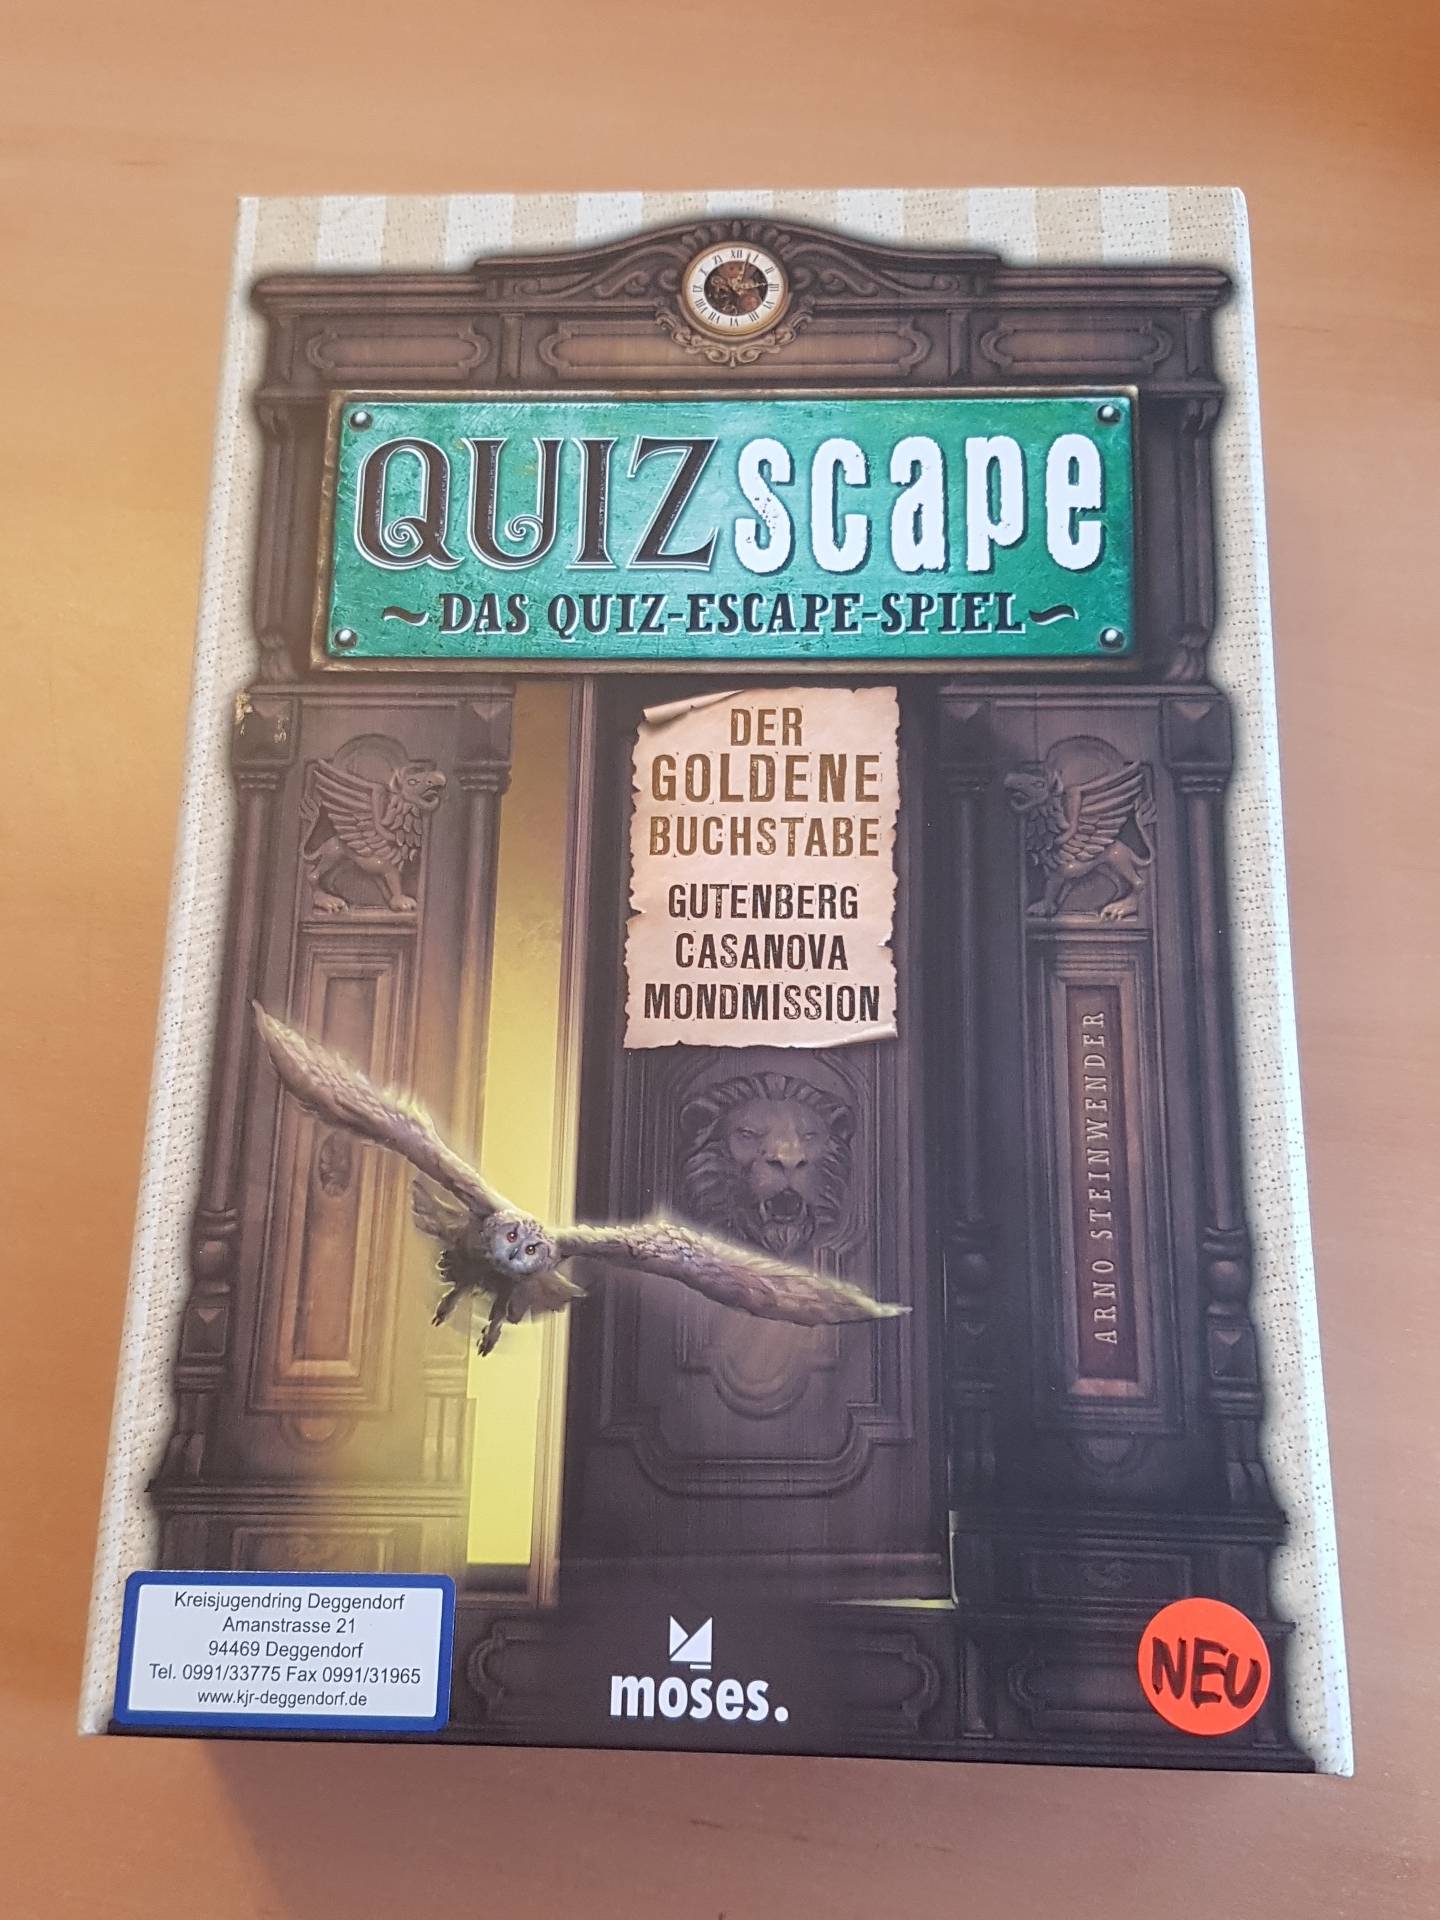 QUIZscape
~DAS QUIZ-ESCAPE-SPIEL~
DER
GOLDENE
BUCHSTABE
GUTENBERG
CASANOVA
MONDMISSION
ARNO STEINWENDER
Kreisjugendring Deggendorf
Amanstrasse 21
94469 Deggendorf
Tel. 0991/33775 Fax 0991/31965
www.kjr-deggendorf.de
moses.
NEU